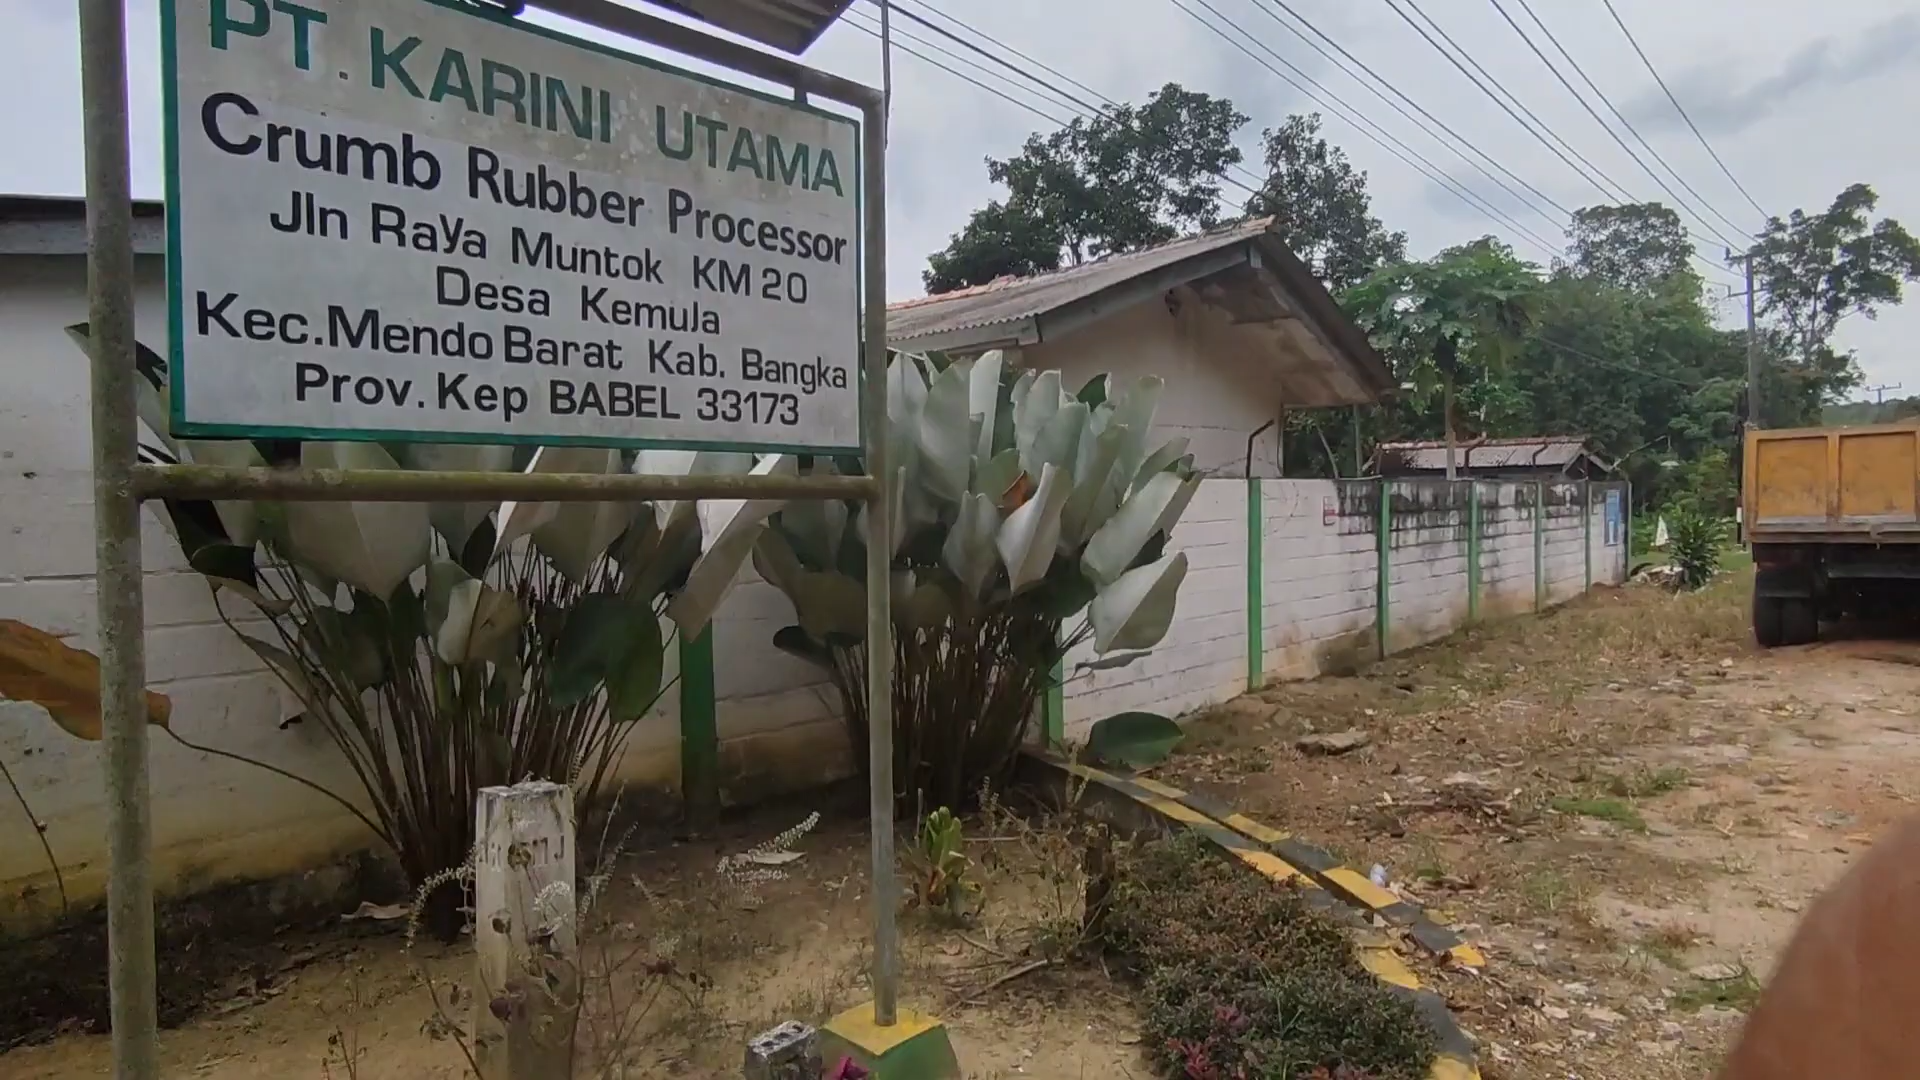 PT. KARINI UTAMA
Crumb Rubber Processor
Jln RaYa Muntok KM 20
Desa Kemuja
Kec.Mendo Barat Kab. Bangka
Prov. Kep BABEL 33173